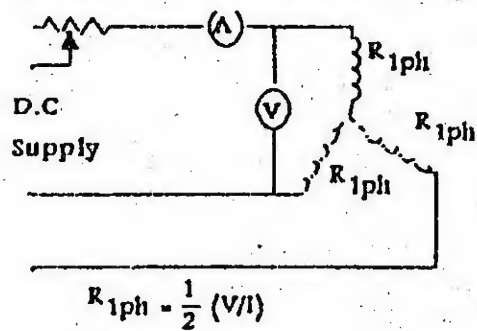 A
R1ph
D.C
V
R1ph
Supply
R1ph
R1ph = 1/2 (V/I)